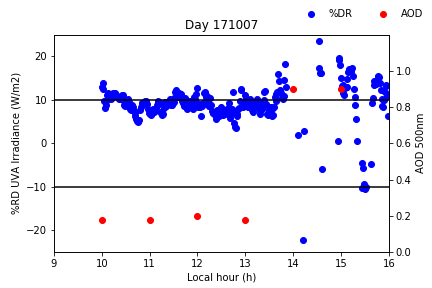 %DR AOD
Day 171007
20
10
0
−10
−20
%RD UVA Irradiance (W/m2)
1.0
0.8
0.6
0.4
0.2
0.0
AOD 500nm
9 10 11 12 13 14 15 16
Local hour (h)